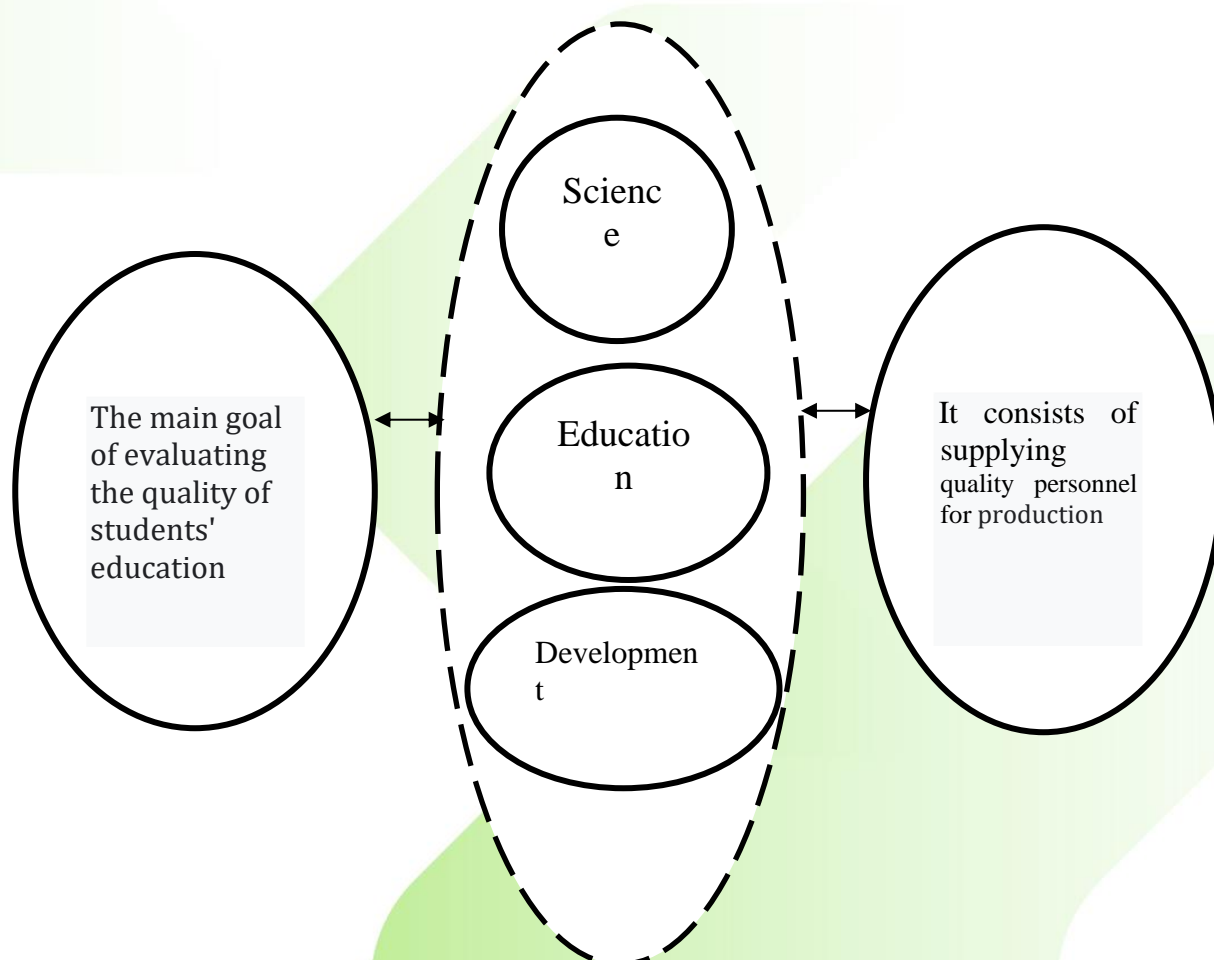 The main goal
of evaluating
the quality of
students'
education
Scienc
e
Educatio
n
Developmen
t
It consists of
supplying
quality personnel
for production